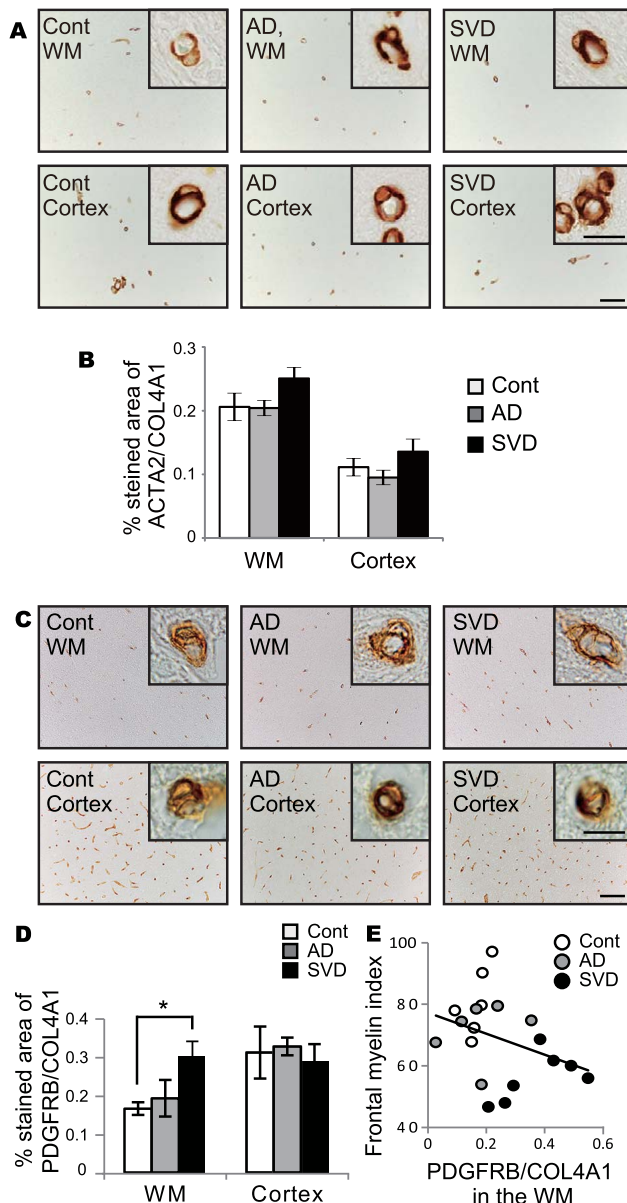 A
Cont
WM
AD,
WM
SVD
WM
Cont
Cortex
AD
Cortex
SVD
Cortex
B
% steined area of
ACTA2/COL4A1
0.3
0.2
0.1
0
WM
Cortex
Cont
AD
SVD
C
Cont
WM
AD
WM
SVD
WM
Cont
Cortex
AD
Cortex
SVD
Cortex
D
Cont
AD
SVD
% stained area of
PDGFRB/COL4A1
0.4
0.3
0.2
0.1
0
*
WM
Cortex
E
Cont
AD
SVD
Frontal myelin index
100
80
60
40
0
0.2
0.4
0.6
PDGFRB/COL4A1
in the WM